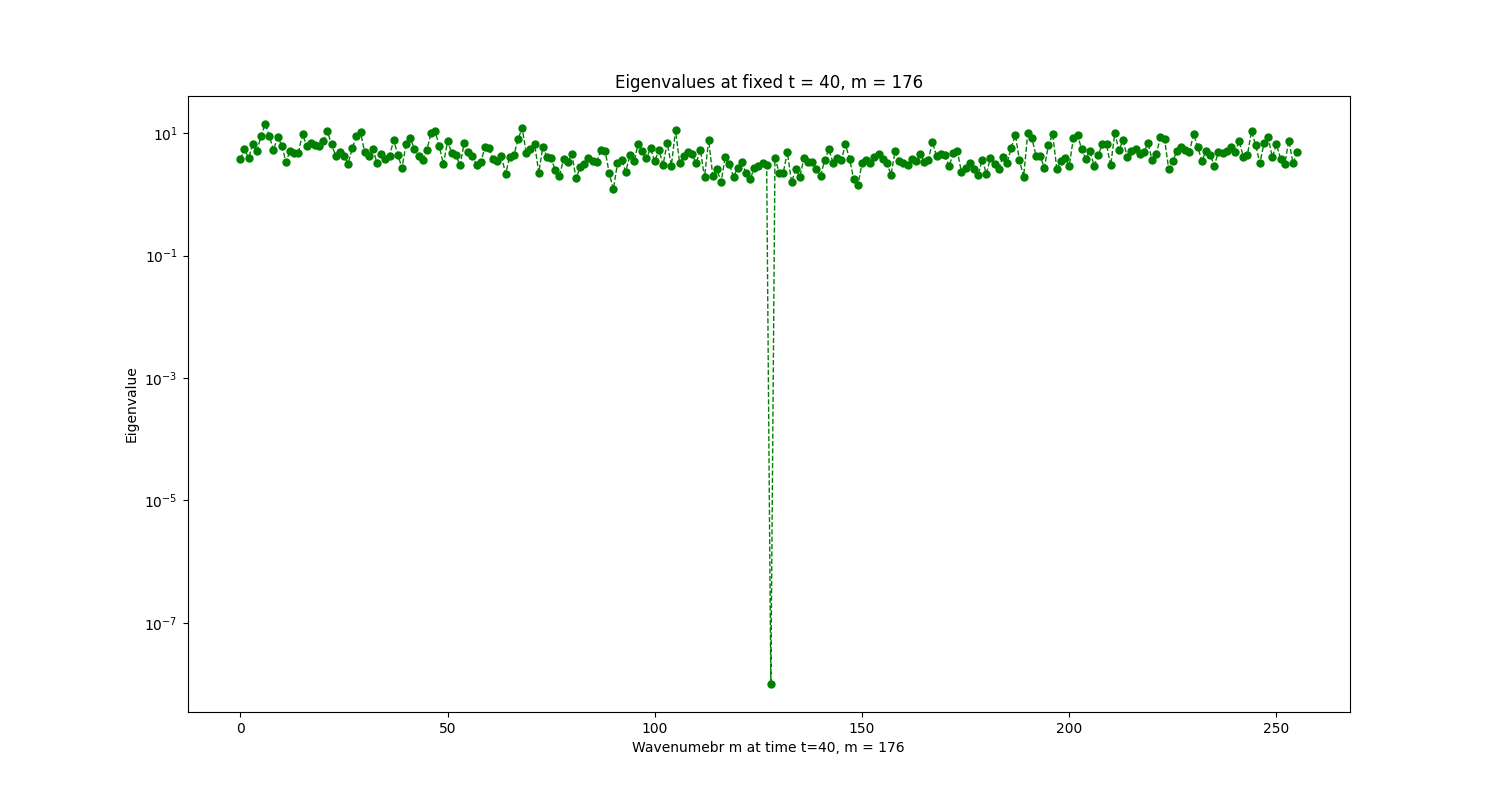 Eigenvalues at fixed t = 40, m = 176
10^1
10^-1
10^-3
10^-5
10^-7
Eigenvalue
0 50 100 150 200 250
Wavenumebr m at time t=40, m = 176